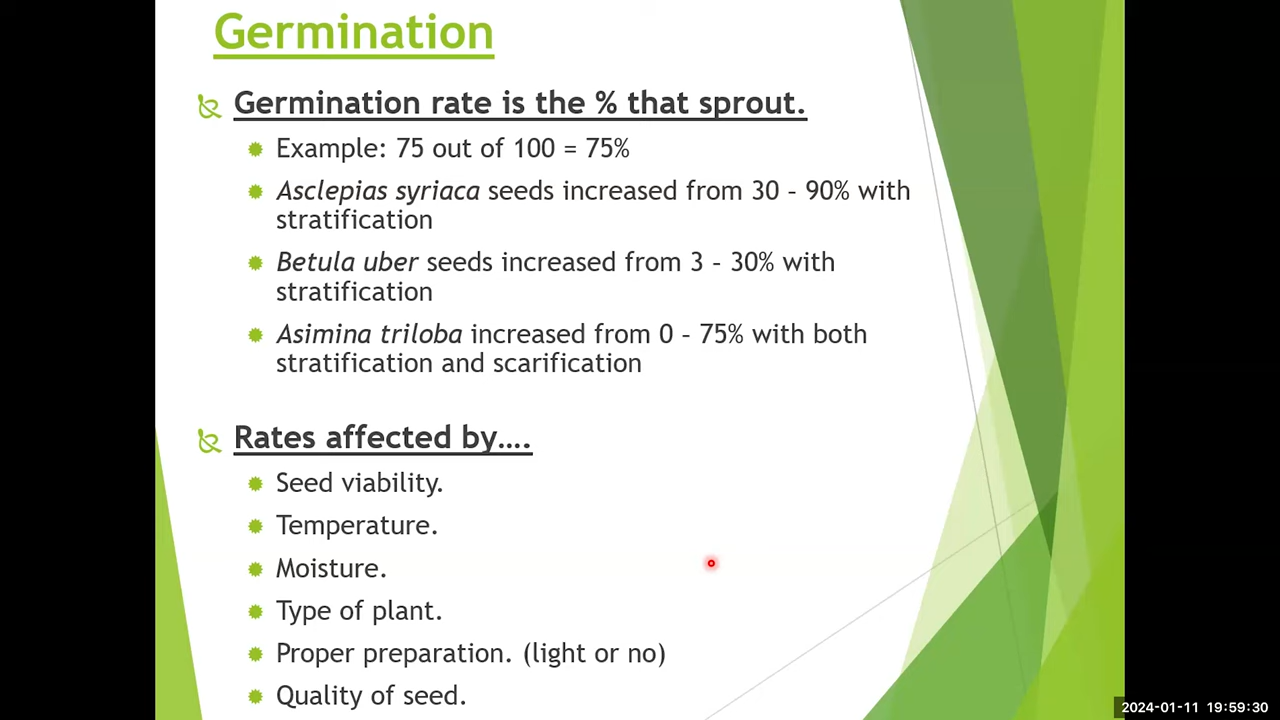 Germination
Germination rate is the % that sprout.
Example: 75 out of 100 = 75%
Asclepias syriaca seeds increased from 30 – 90% with
stratification
Betula uber seeds increased from 3 – 30% with
stratification
Asimina triloba increased from 0 – 75% with both
stratification and scarification
Rates affected by….
Seed viability.
Temperature.
Moisture.
Type of plant.
Proper preparation. (light or no)
Quality of seed.
2024-01-11 19:59:30